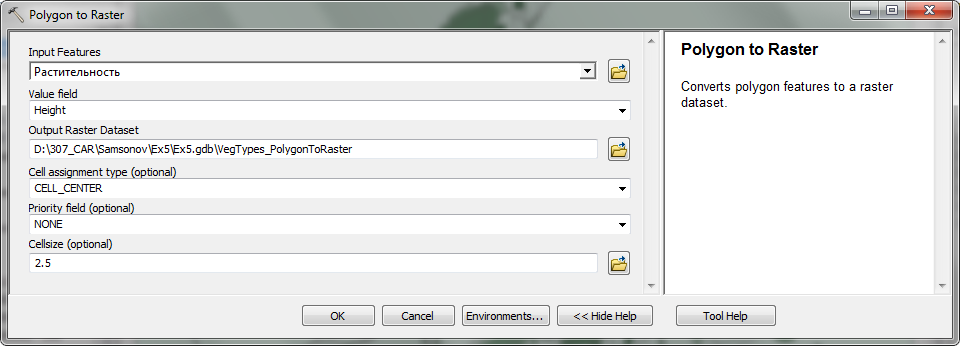 Polygon to Raster
Input Features
Растительность
Value field
Height
Output Raster Dataset
D:\307_CAR\Samsonov\Ex5\Ex5.gdb\VegTypes_PolygonToRaster
Cell assignment type (optional)
CELL_CENTER
Priority field (optional)
NONE
Cellsize (optional)
2.5
Polygon to Raster
Converts polygon features to a raster
dataset.
OK
Cancel
Environments...
<< Hide Help
Tool Help